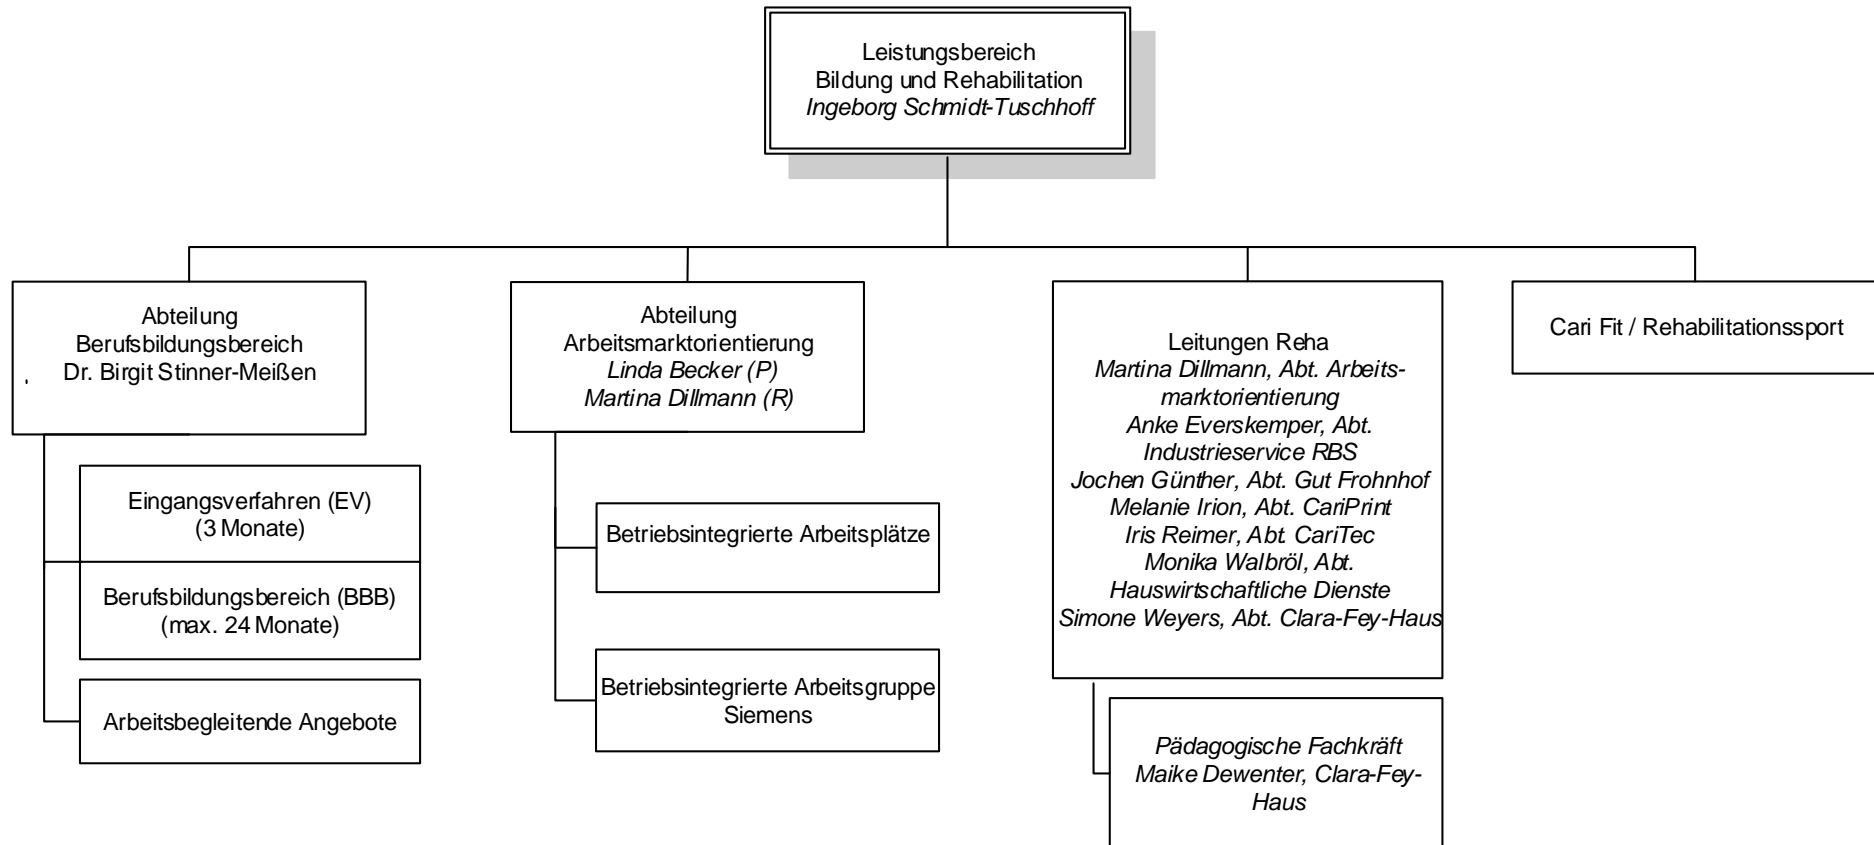 Leistungsbereich
Bildung und Rehabilitation
Ingeborg Schmidt-Tuschhoff
Abteilung
Berufsbildungsbereich
Dr. Birgit Stinner-Meißen
Eingangsverfahren (EV)
(3 Monate)
Berufsbildungsbereich (BBB)
(max. 24 Monate)
Arbeitsbegleitende Angebote
Abteilung
Arbeitsmarktorientierung
Linda Becker (P)
Martina Dillmann (R)
Betriebsintegrierte Arbeitsplätze
Betriebsintegrierte Arbeitsgruppe
Siemens
Leitungen Reha
Martina Dillmann, Abt. Arbeits-
marktorientierung
Anke Everskemper, Abt.
Industrieservice RBS
Jochen Günther, Abt. Gut Frohnhof
Melanie Irion, Abt. CariPrint
Iris Reimer, Abt. CariTec
Monika Walbröl, Abt.
Hauswirtschaftliche Dienste
Simone Weyers, Abt. Clara-Fey-Haus
Pädagogische Fachkräft
Maike Dewenter, Clara-Fey-
Haus
Cari Fit / Rehabilitationssport